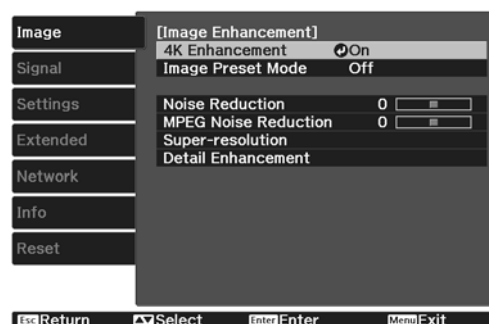 Image
Signal
Settings
Extended
Network
Info
Reset
[Image Enhancement]
4K Enhancement On
Image Preset Mode Off
Noise Reduction 0
MPEG Noise Reduction 0
Super-resolution
Detail Enhancement
Esc Return Select Enter Enter Menu Exit